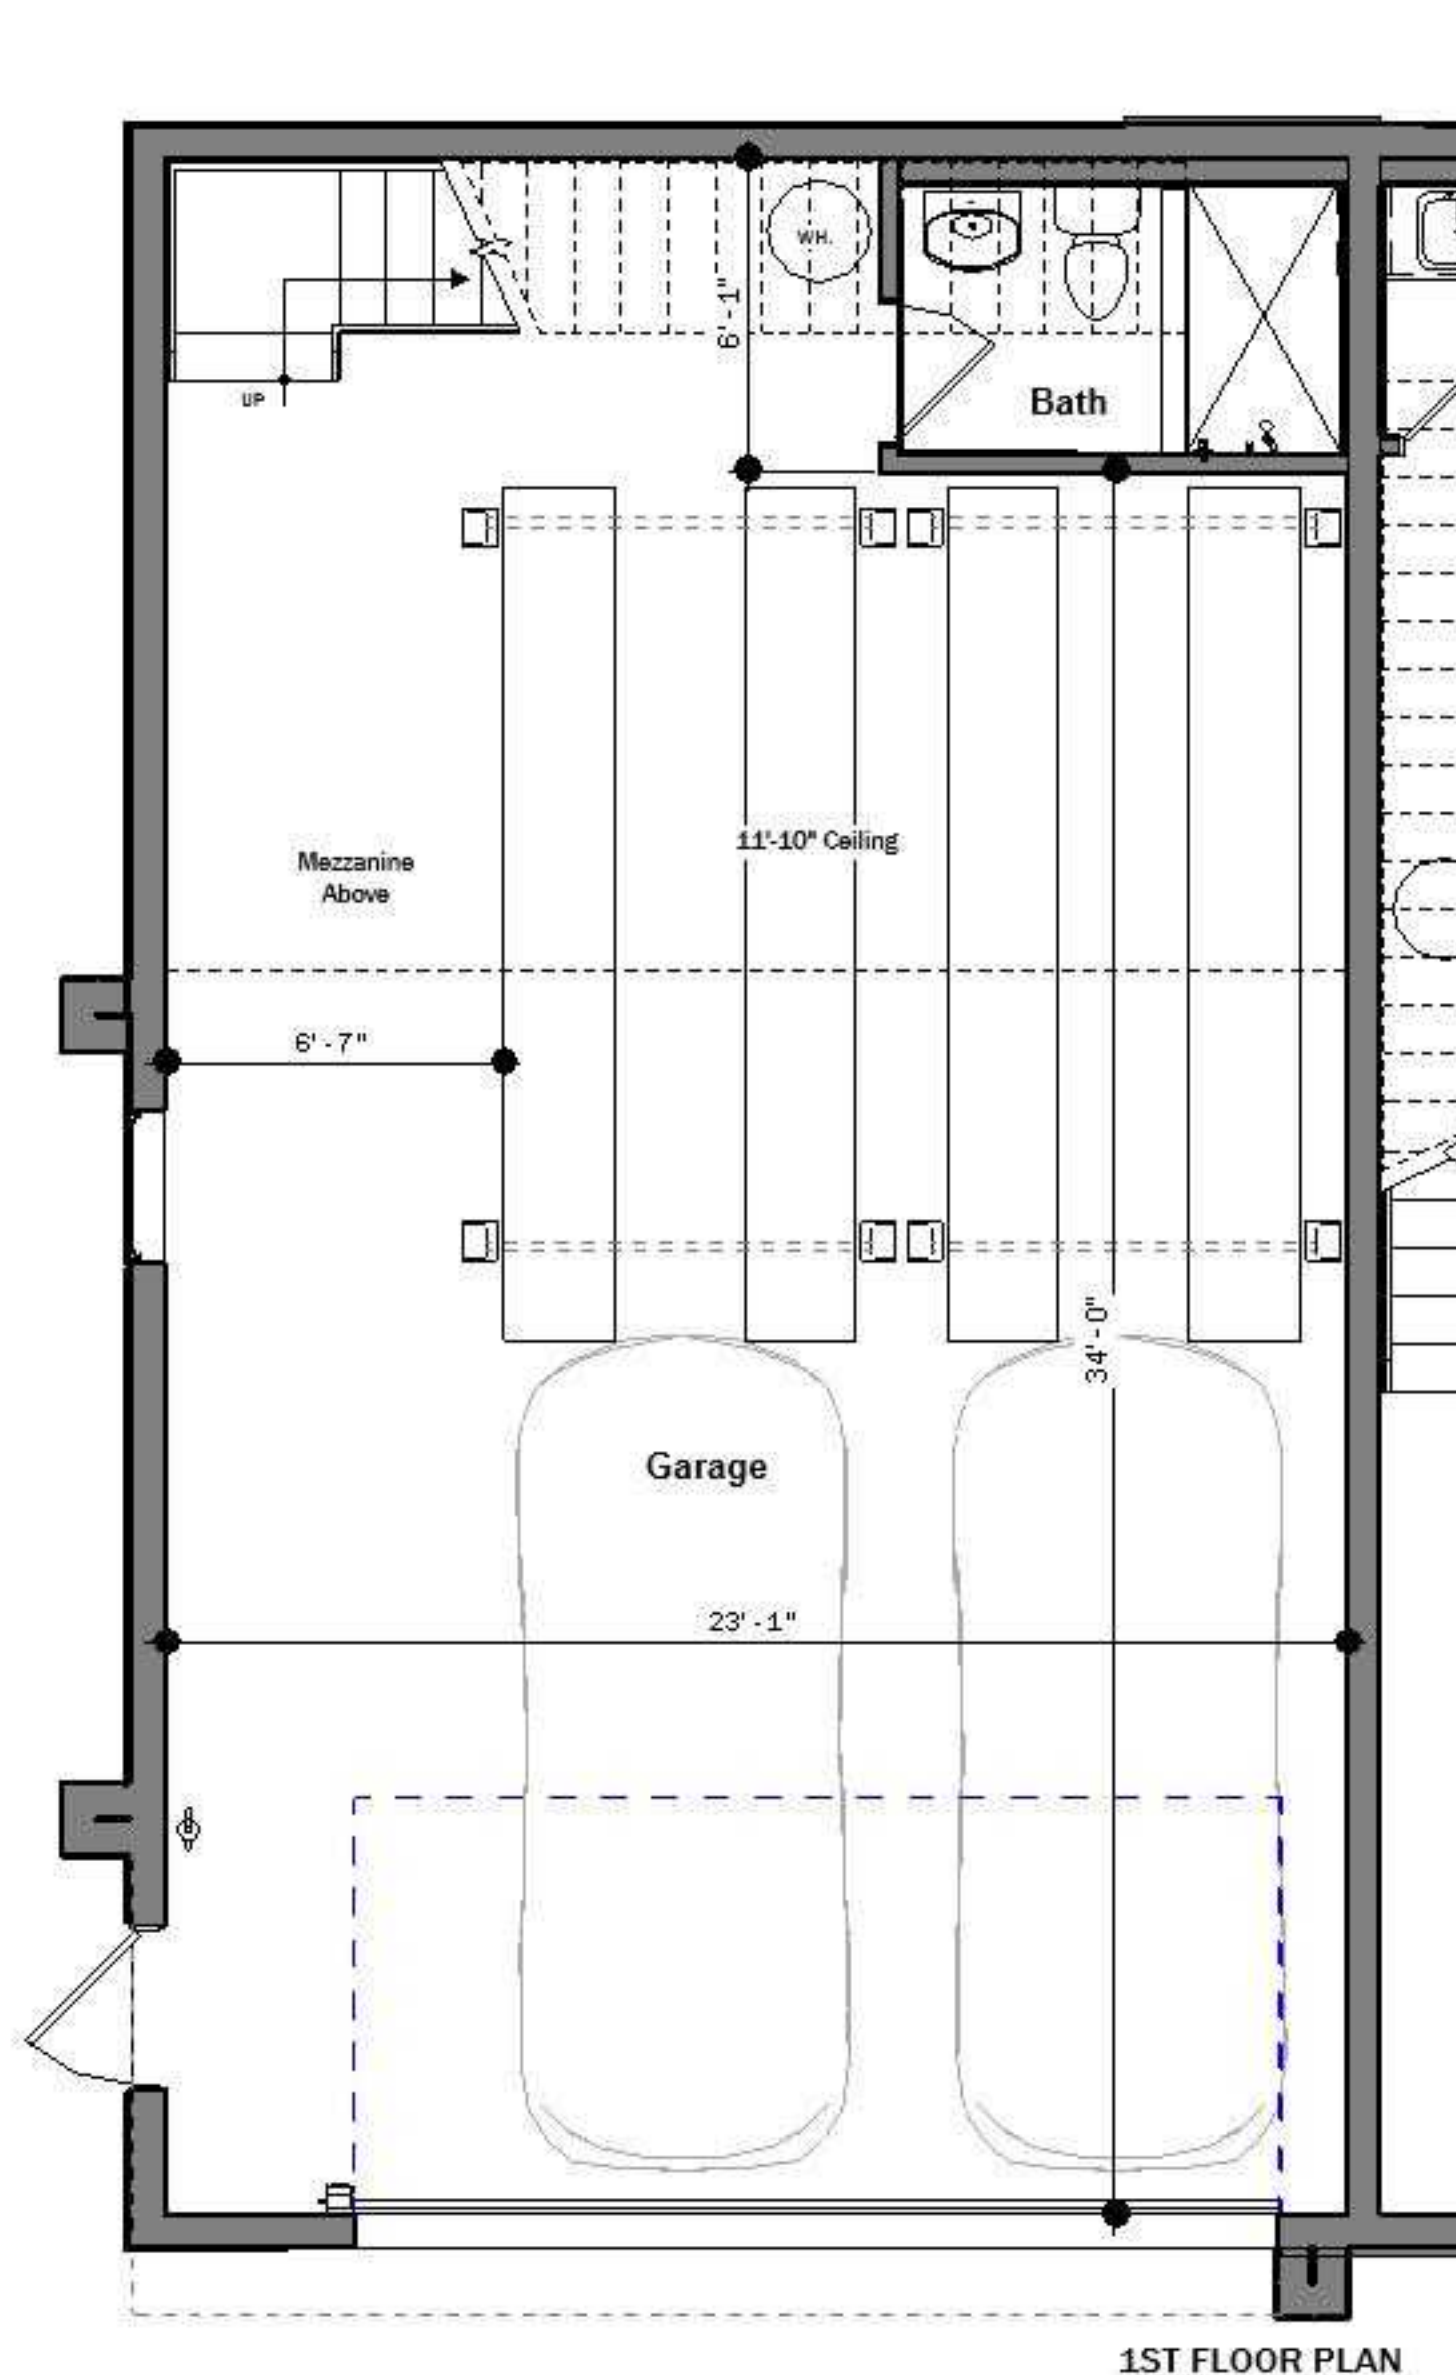 WH.
6'-1"
Bath
UP
11'-10" Ceiling
Mezzanine
Above
6'-7"
34'-0"
Garage
23'-1"
1ST FLOOR PLAN